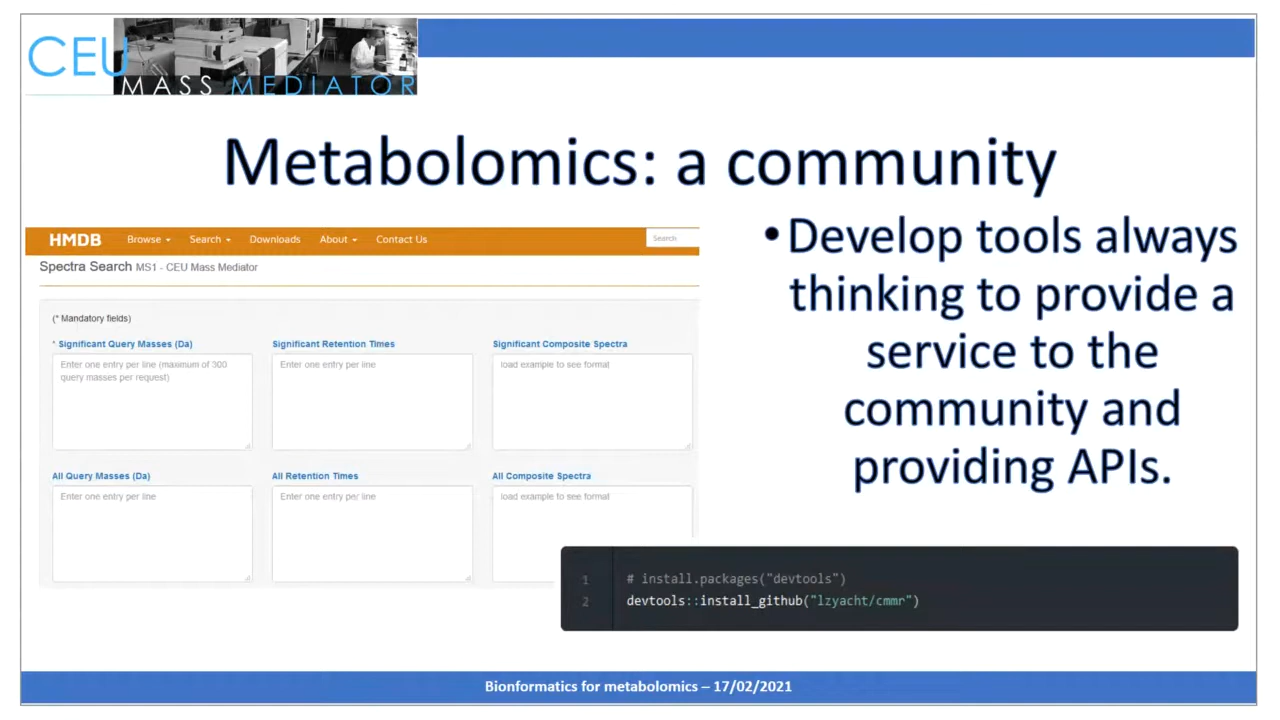 CEU
MASS MEDIATOR
Metabolomics: a community
HMDB Browse Search Downloads About Contact Us Search
Spectra Search MS1 - CEU Mass Mediator
(* Mandatory fields)
* Significant Query Masses (Da) Significant Retention Times Significant Composite Spectra
Enter one entry per line (maximum of 300 Enter one entry per line load example to see format
query masses per request)
All Query Masses (Da) All Retention Times All Composite Spectra
Enter one entry per line Enter one entry per line load example to see format
• Develop tools always
thinking to provide a
service to the
community and
providing APIs.
1 # install.packages("devtools")
2 devtools::install_github("lzyacht/cmmr")
Bionformatics for metabolomics – 17/02/2021